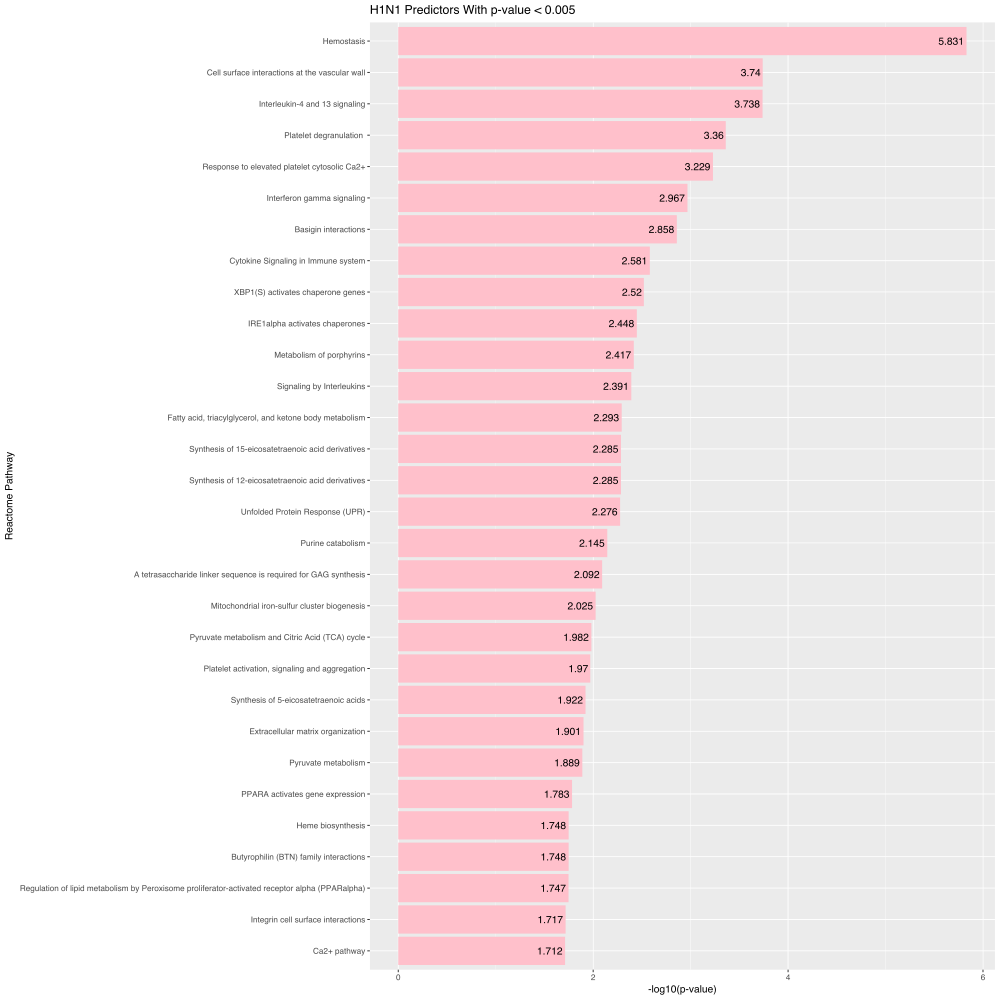 H1N1 Predictors With p-value < 0.005
Hemostasis 5.831
Cell surface interactions at the vascular wall 3.74
Interleukin-4 and 13 signaling 3.738
Platelet degranulation 3.36
Response to elevated platelet cytosolic Ca2+ 3.229
Interferon gamma signaling 2.967
Basigin interactions 2.858
Cytokine Signaling in Immune system 2.581
XBP1(S) activates chaperone genes 2.52
IRE1alpha activates chaperones 2.448
Metabolism of porphyrins 2.417
Signaling by Interleukins 2.391
Fatty acid, triacylglycerol, and ketone body metabolism 2.293
Synthesis of 15-eicosatetraenoic acid derivatives 2.285
Synthesis of 12-eicosatetraenoic acid derivatives 2.285
Unfolded Protein Response (UPR) 2.276
Purine catabolism 2.145
A tetrasaccharide linker sequence is required for GAG synthesis 2.092
Mitochondrial iron-sulfur cluster biogenesis 2.025
Pyruvate metabolism and Citric Acid (TCA) cycle 1.982
Platelet activation, signaling and aggregation 1.97
Synthesis of 5-eicosatetraenoic acids 1.922
Extracellular matrix organization 1.901
Pyruvate metabolism 1.889
PPARA activates gene expression 1.783
Heme biosynthesis 1.748
Butyrophilin (BTN) family interactions 1.748
Regulation of lipid metabolism by Peroxisome proliferator-activated receptor alpha (PPARalpha) 1.747
Integrin cell surface interactions 1.717
Ca2+ pathway 1.712
Reactome Pathway
0 2 4 6
-log10(p-value)